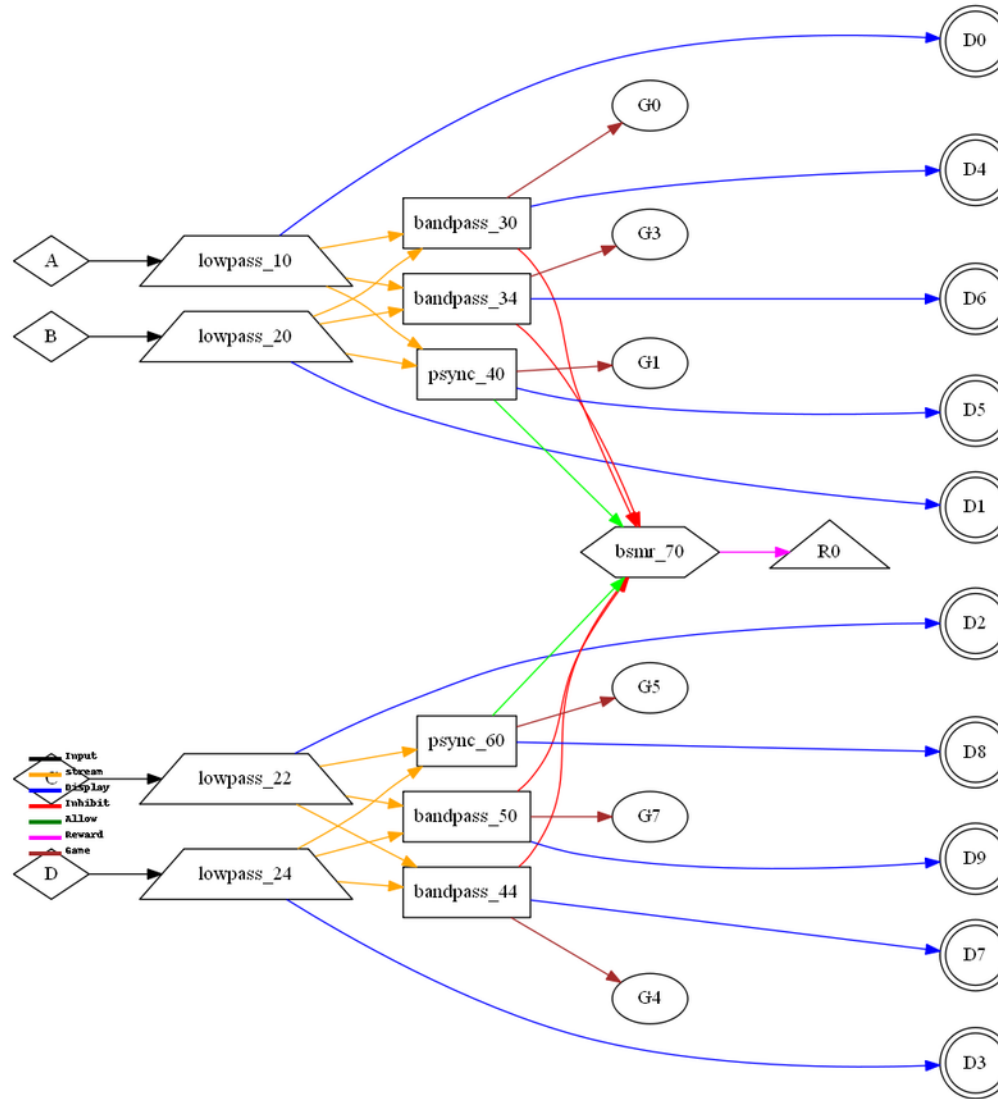 D0
G0
D4
bandpass_30
G3
A
lowpass_10
bandpass_34
D6
B
lowpass_20
G1
psync_40
D5
D1
bsmr_70
R0
D2
G5
psync_60
D8
Input
stream
C
lowpass_22
Display
Inhibit
bandpass_50
G7
Allow
Reward
Game
D9
D
lowpass_24
bandpass_44
D7
G4
D3